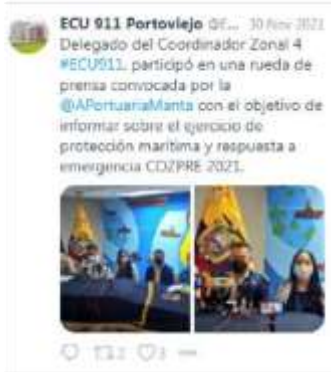 ECU 911 Portoviejo @E... 30 Nov 2021
Delegado del Coordinador Zonal 4
#ECU911, participó en una rueda de
prensa convocada por la
@APortuariaManta con el objetivo de
informar sobre el ejercicio de
protección marítima y respuesta a
emergencia COZPRE 2021.
2 3